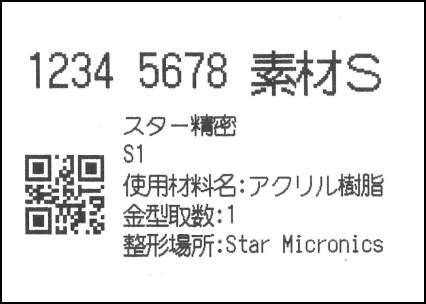 1234 5678 素材S
スター精密
S1
使用材料名:アクリル樹脂
金型取数:1
整形場所:Star Micronics